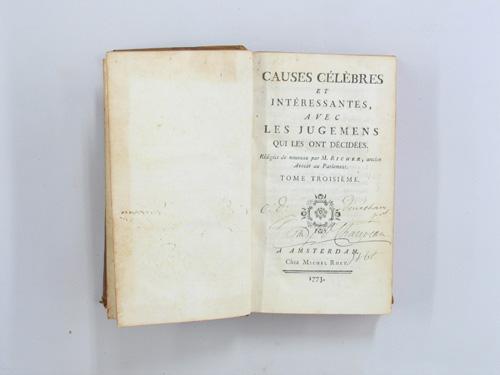 CAUSES CÉLÈBRES
ET
INTÉRESSANTES,
AVEC
LES JUGEMENS
QUI LES ONT DÉCIDÉES.
Rédigées de nouveau par M. RICHER, ancien
Avocat au Parlement.
TOME TROISIÈME.
Chauveau
A AMSTERDAM,
Chez MICHEL RHEY.
1773.